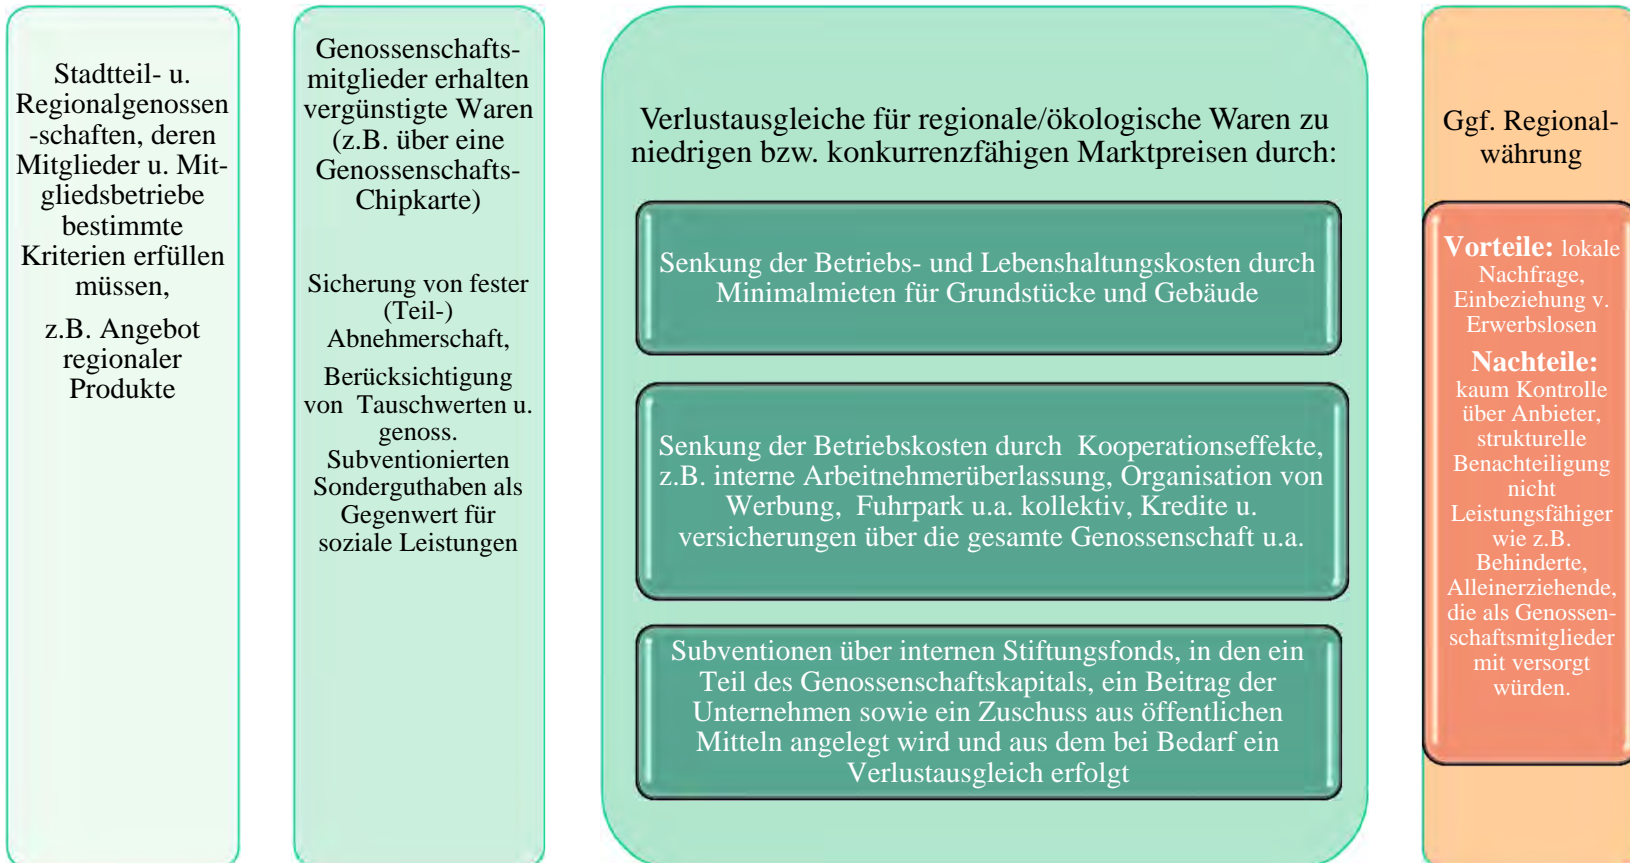 Stadtteil- u.
Regionalgenossen
-schaften, deren
Mitglieder u. Mit-
gliedsbetriebe
bestimmte
Kriterien erfüllen
müssen,
z.B. Angebot
regionaler
Produkte
Genossenschafts-
mitglieder erhalten
vergünstigte Waren
(z.B. über eine
Genossenschafts-
Chipkarte)
Sicherung von fester
(Teil-)
Abnehmerschaft,
Berücksichtigung
von Tauschwerten u.
genoss.
Subventionierten
Sonderguthaben als
Gegenwert für
soziale Leistungen
Verlustausgleiche für regionale/ökologische Waren zu
niedrigen bzw. konkurrenzfähigen Marktpreisen durch:
Senkung der Betriebs- und Lebenshaltungskosten durch
Minimalmieten für Grundstücke und Gebäude
Senkung der Betriebskosten durch Kooperationseffekte,
z.B. interne Arbeitnehmerüberlassung, Organisation von
Werbung, Fuhrpark u.a. kollektiv, Kredite u.
versicherungen über die gesamte Genossenschaft u.a.
Subventionen über internen Stiftungsfonds, in den ein
Teil des Genossenschaftskapitals, ein Beitrag der
Unternehmen sowie ein Zuschuss aus öffentlichen
Mitteln angelegt wird und aus dem bei Bedarf ein
Verlustausgleich erfolgt
Ggf. Regional-
währung
Vorteile: lokale
Nachfrage,
Einbeziehung v.
Erwerbslosen
Nachteile:
kaum Kontrolle
über Anbieter,
strukturelle
Benachteiligung
nicht
Leistungsfähiger
wie z.B.
Behinderte,
Alleinerziehende,
die als Genossen-
schaftsmitglieder
mit versorgt
würden.